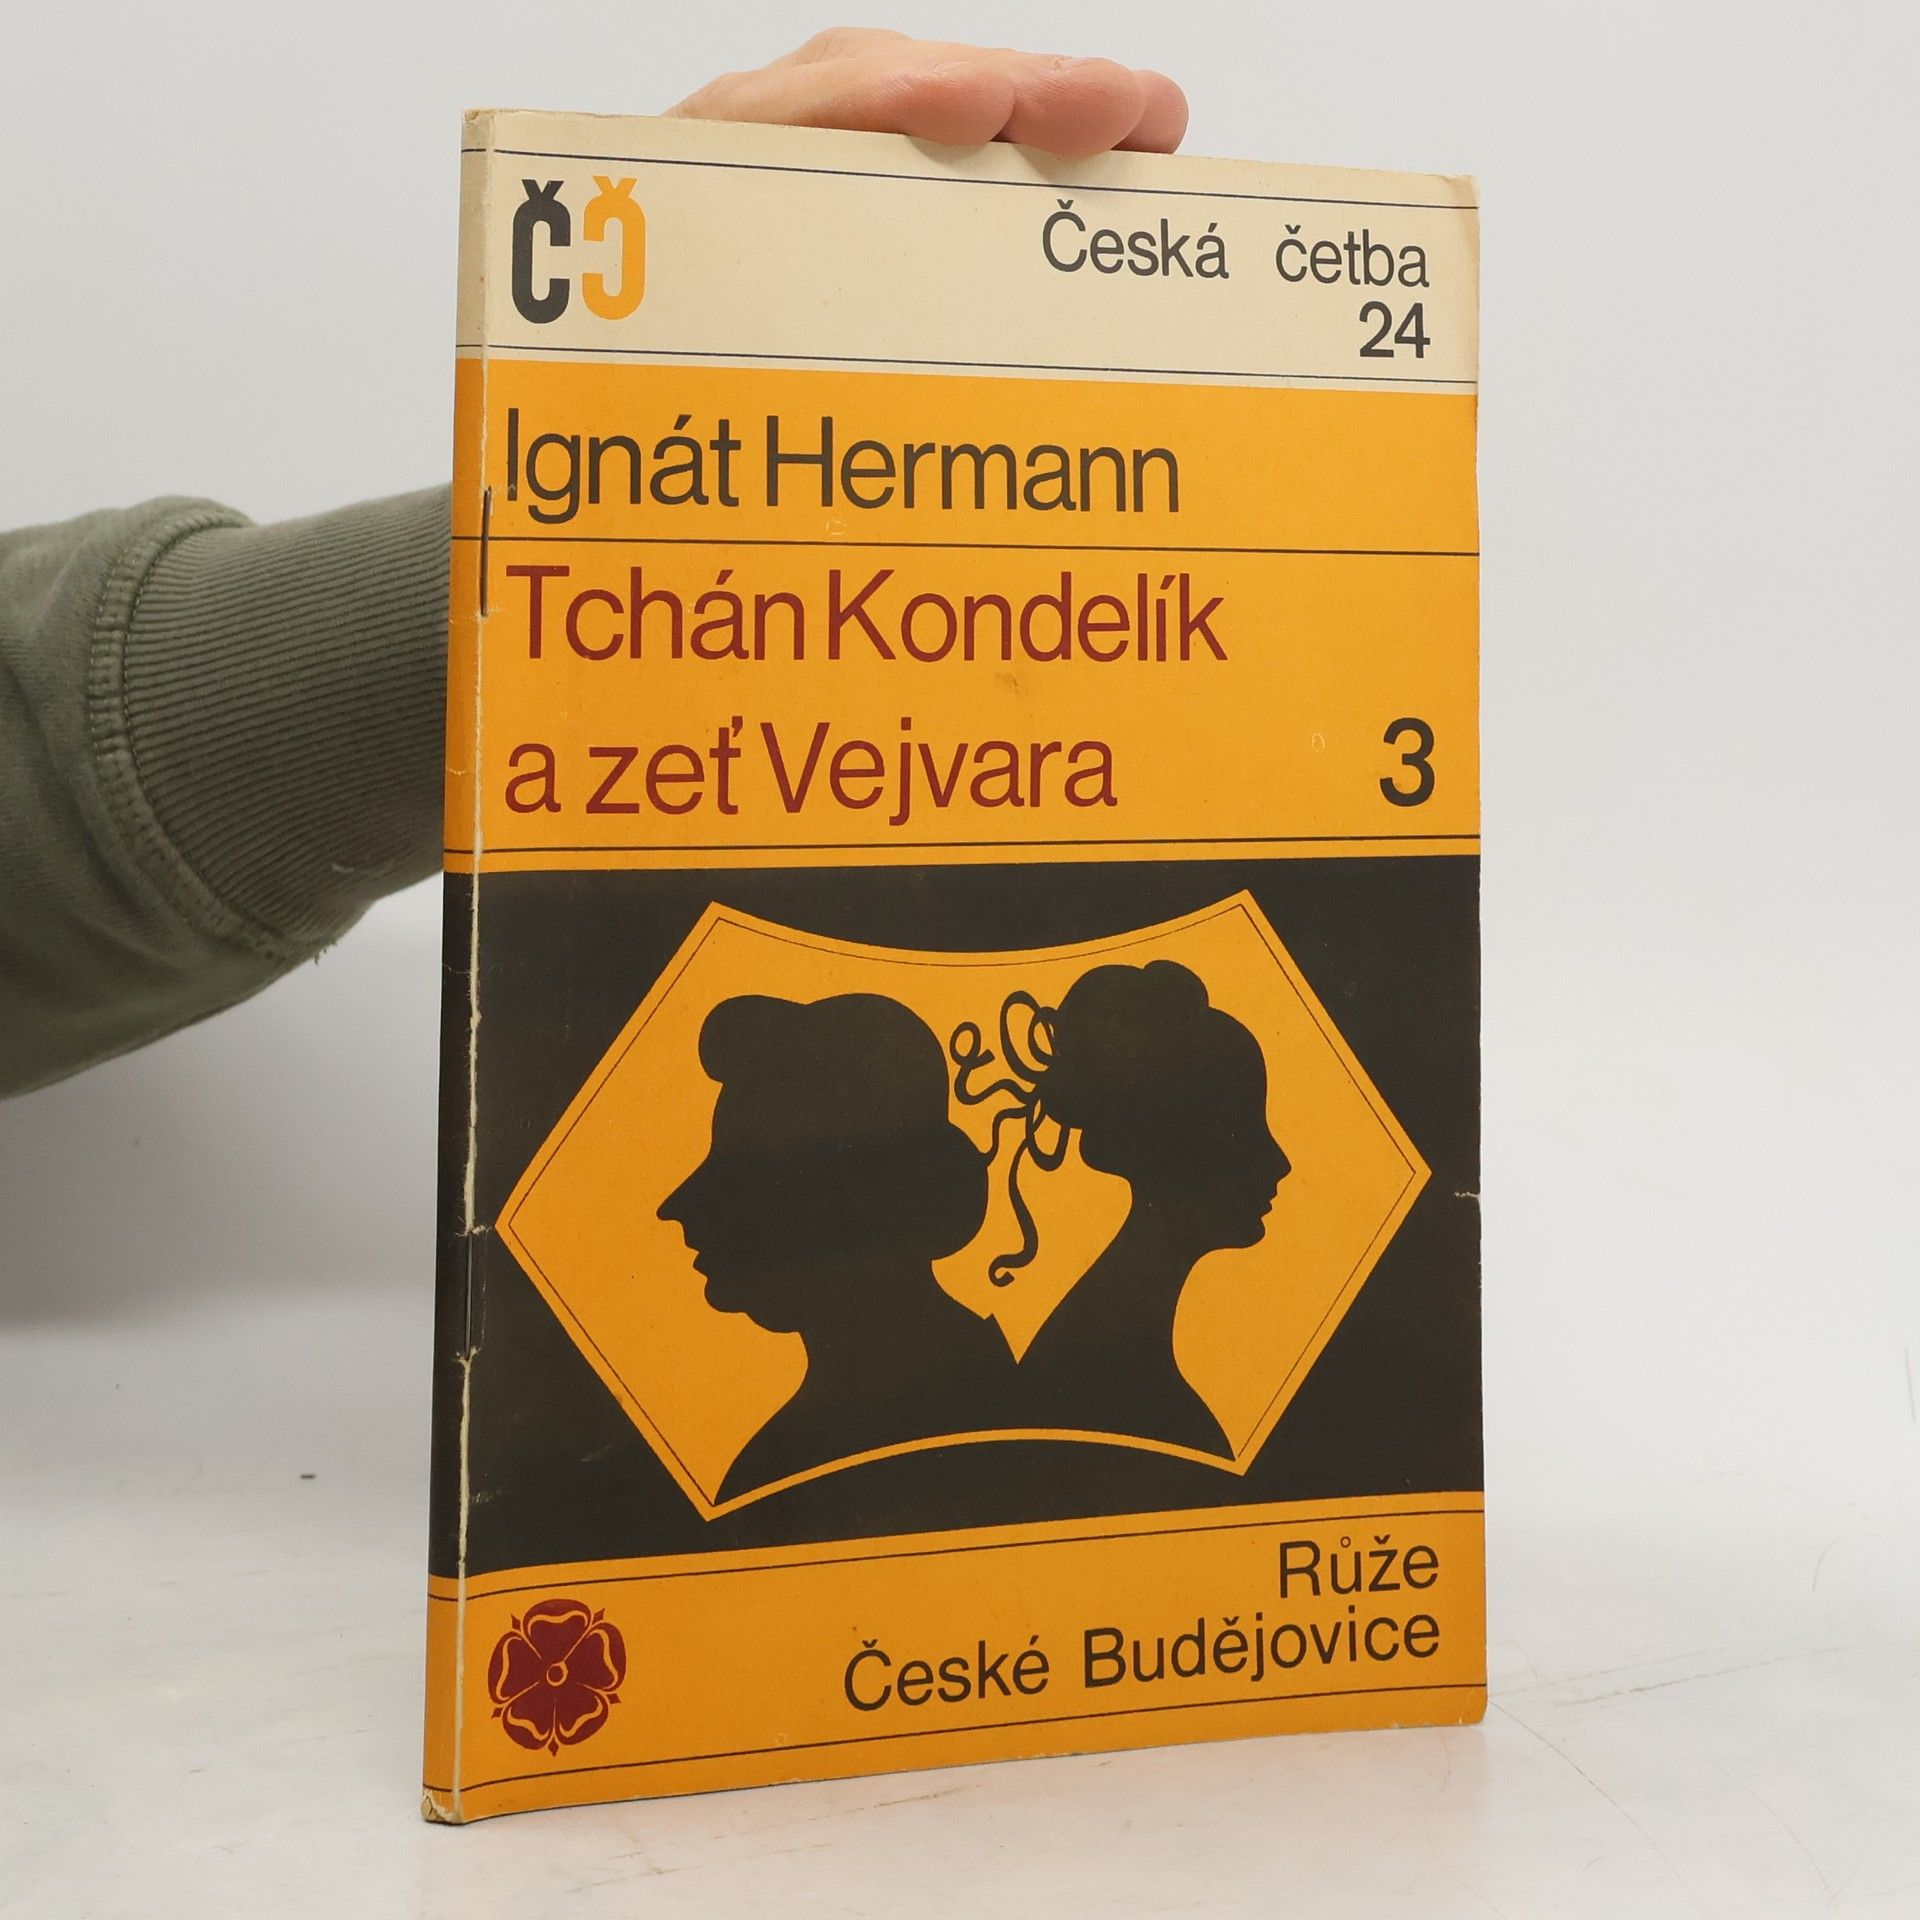 ČČ
Česká četba
24
Ignát Hermann
Tchán Kondelík
a zeť Vejvara 3
Růže
České Budějovice